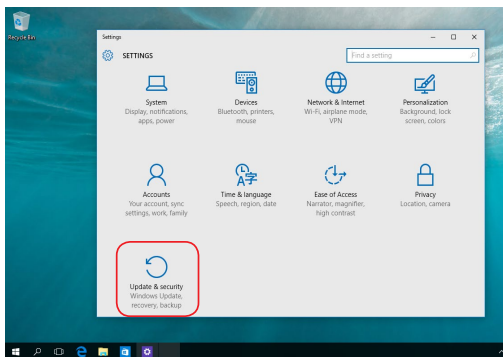 Recycle Bin
Settings
SETTINGS
Find a setting
System
Display, notifications,
apps, power
Devices
Bluetooth, printers,
mouse
Network & Internet
Wi-Fi, airplane mode,
VPN
Personalization
Background, lock
screen, colors
Accounts
Your account, sync
settings, work, family
Time & language
Speech, region, date
Ease of Access
Narrator, magnifier,
high contrast
Privacy
Location, camera
Update & security
Windows Update,
recovery, backup